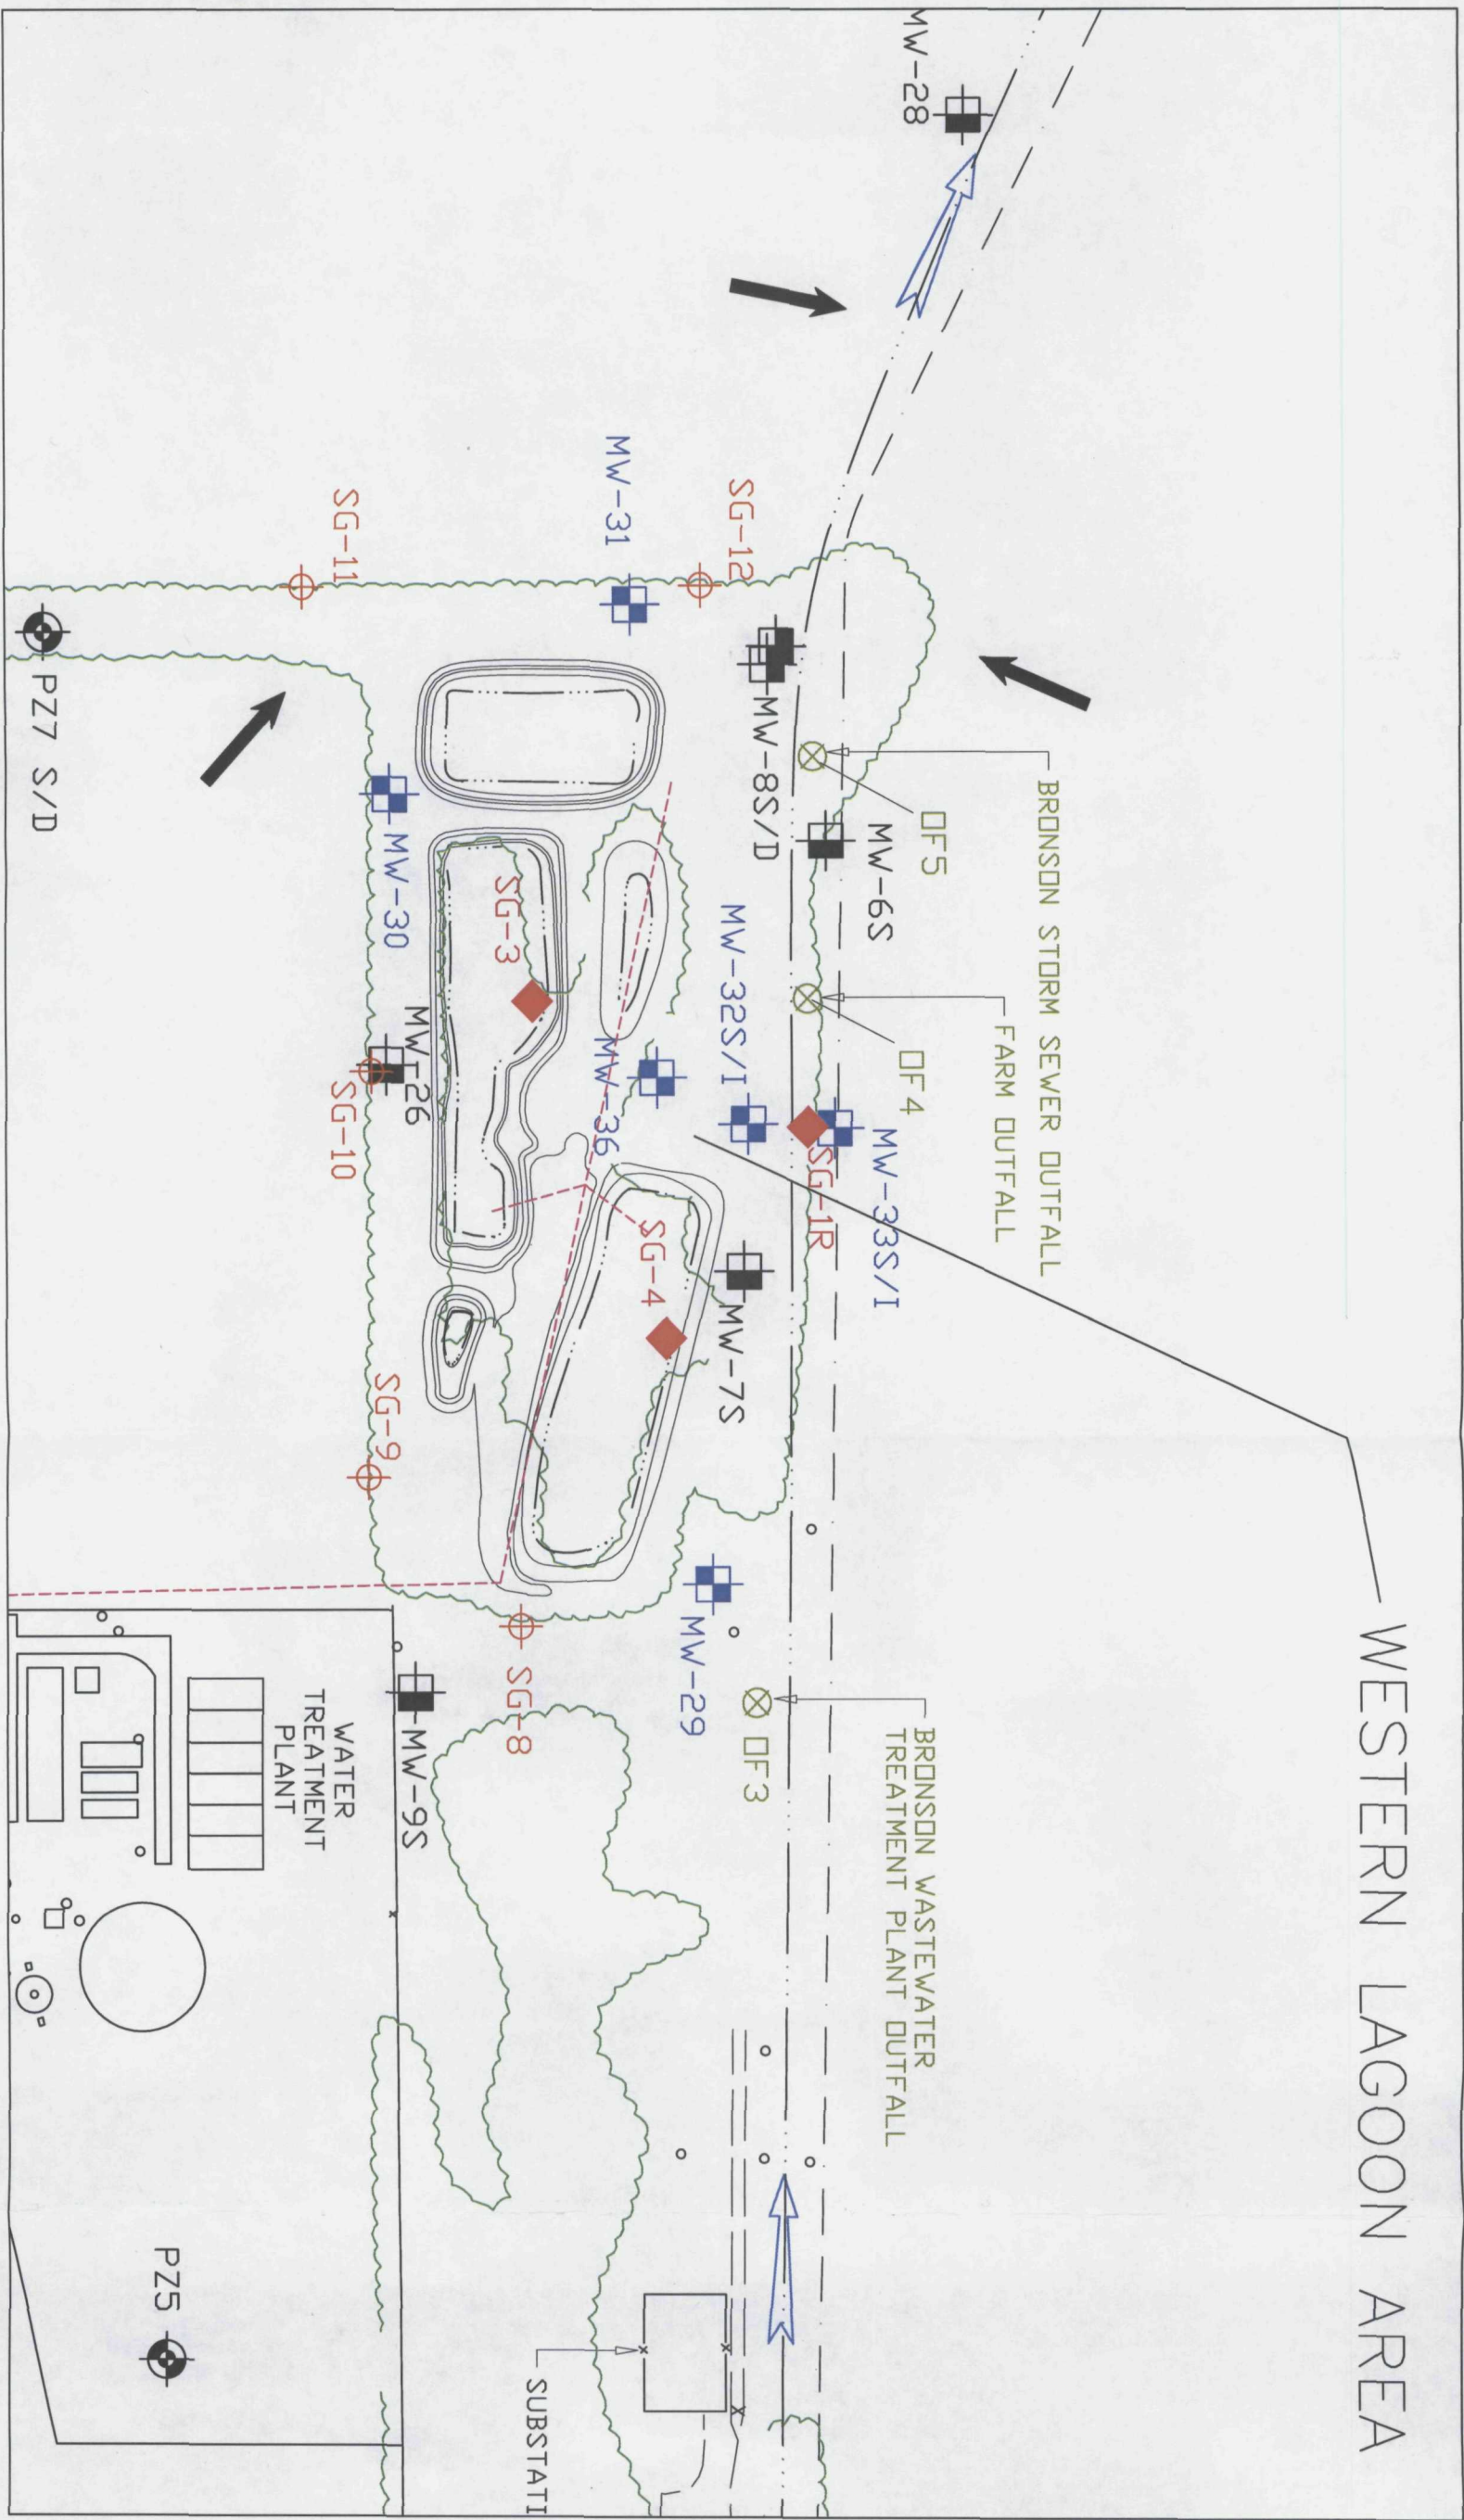 WESTERN LAGOON AREA
BRONSON STORM SEWER OUTFALL
FARM OUTFALL
BRONSON WASTEWATER
TREATMENT PLANT OUTFALL
OF5
OF4
OF3
MW-28
MW-6S
MW-33S/I
SG-1R
MW-8S/D
MW-32S/I
MW-7S
SG-12
MW-31
MW-29
SG-4
MW-36
SG-3
SG-8
SUBSTATI
MW-26
MW-30
SG-9
SG-10
SG-11
MW-9S
WATER
TREATMENT
PLANT
PZ7 S/D
PZ5